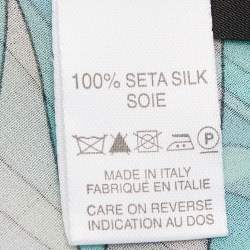 100% SETA SILK
SOIE
P
MADE IN ITALY
FABRIQUÉ EN ITALIE
CARE ON REVERSE
INDICATION AU DOS